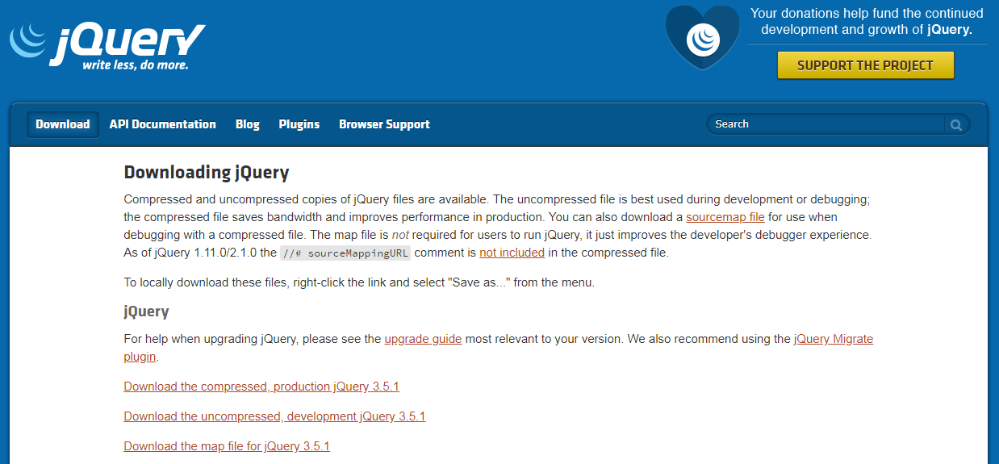 jQuery
write less, do more.
Your donations help fund the continued
development and growth of jQuery.
SUPPORT THE PROJECT
Download API Documentation Blog Plugins Browser Support Search
Downloading jQuery
Compressed and uncompressed copies of jQuery files are available. The uncompressed file is best used during development or debugging;
the compressed file saves bandwidth and improves performance in production. You can also download a sourcemap file for use when
debugging with a compressed file. The map file is not required for users to run jQuery, it just improves the developer's debugger experience.
As of jQuery 1.11.0/2.1.0 the //# sourceMappingURL comment is not included in the compressed file.
To locally download these files, right-click the link and select "Save as..." from the menu.
jQuery
For help when upgrading jQuery, please see the upgrade guide most relevant to your version. We also recommend using the jQuery Migrate
plugin.
Download the compressed, production jQuery 3.5.1
Download the uncompressed, development jQuery 3.5.1
Download the map file for jQuery 3.5.1